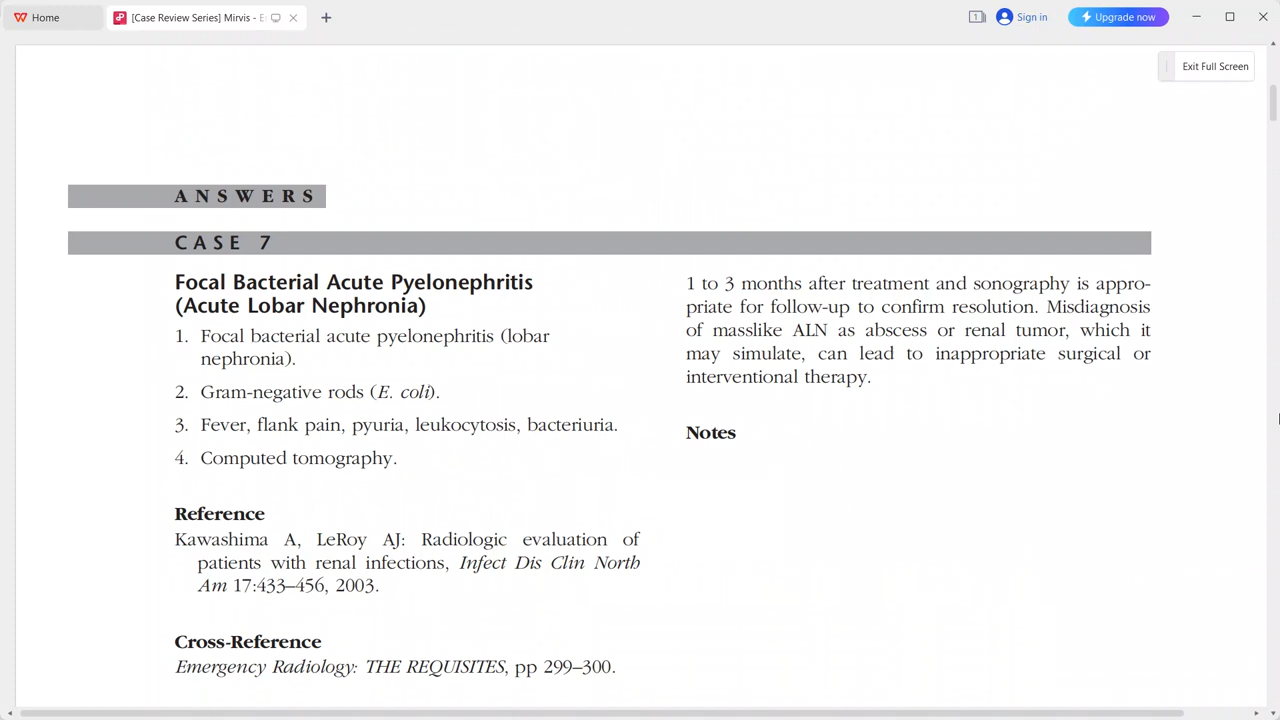 Home
[Case Review Series] Mirvis - E
1
Sign in
Upgrade now
Exit Full Screen
ANSWERS
CASE 7
Focal Bacterial Acute Pyelonephritis
(Acute Lobar Nephronia)
1. Focal bacterial acute pyelonephritis (lobar
nephronia).
2. Gram-negative rods (E. coli).
3. Fever, flank pain, pyuria, leukocytosis, bacteriuria.
4. Computed tomography.
Reference
Kawashima A, LeRoy AJ: Radiologic evaluation of
patients with renal infections, Infect Dis Clin North
Am 17:433–456, 2003.
Cross-Reference
Emergency Radiology: THE REQUISITES, pp 299–300.
1 to 3 months after treatment and sonography is appro-
priate for follow-up to confirm resolution. Misdiagnosis
of masslike ALN as abscess or renal tumor, which it
may simulate, can lead to inappropriate surgical or
interventional therapy.
Notes